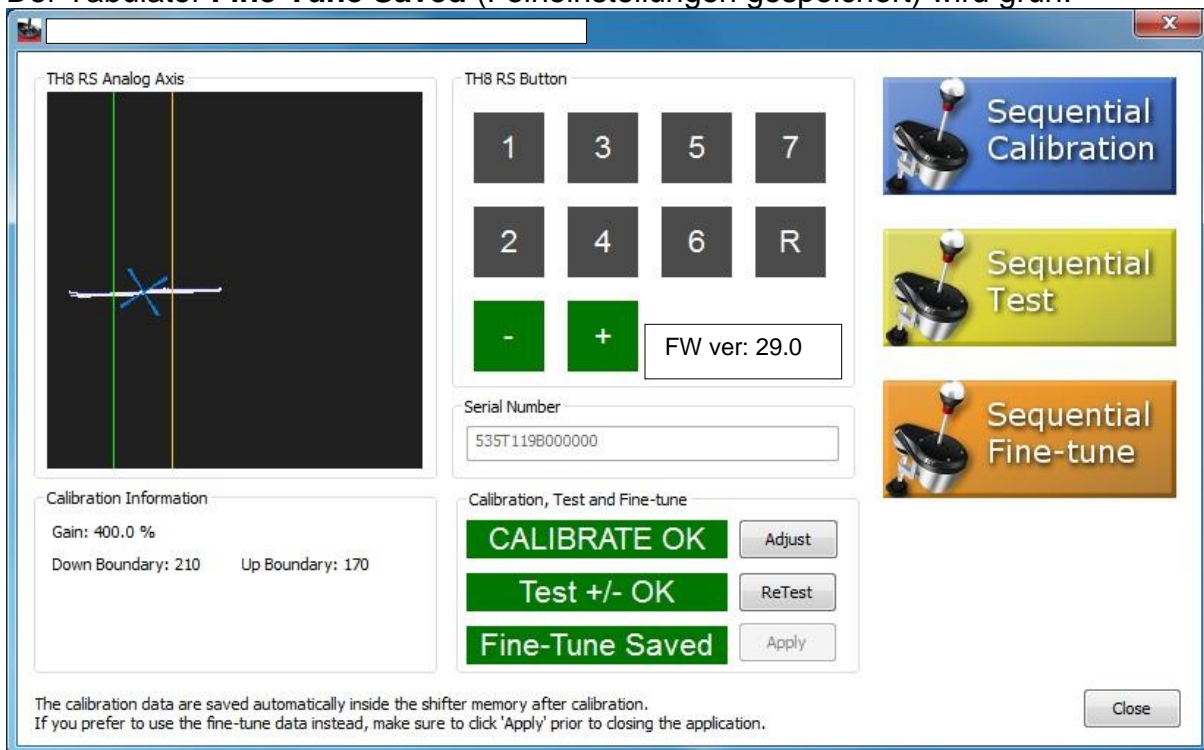 Der Tabulator Fine-Tune Saved (Feineinstellungen gespeichert) wird grün.
x
TH8 RS Analog Axis
TH8 RS Button
1 3 5 7
2 4 6 R
- +
FW ver: 29.0
Serial Number
535T119B000000
Sequential
Calibration
Sequential
Test
Sequential
Fine-tune
Calibration Information
Gain: 400.0 %
Down Boundary: 210 Up Boundary: 170
Calibration, Test and Fine-tune
CALIBRATE OK Adjust
Test +/- OK ReTest
Fine-Tune Saved Apply
The calibration data are saved automatically inside the shifter memory after calibration.
If you prefer to use the fine-tune data instead, make sure to click 'Apply' prior to closing the application.
Close